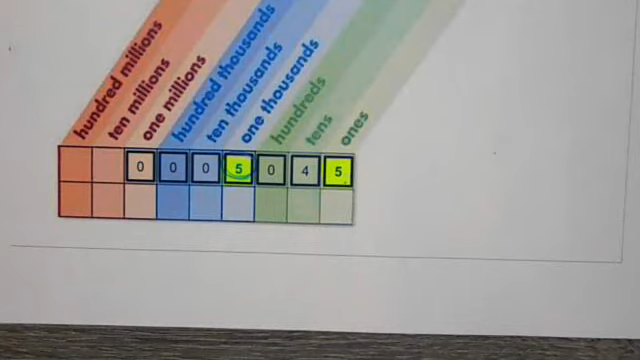 hundred millions
ten millions
one millions
hundred thousands
ten thousands
one thousands
hundreds
tens
ones
0 0 0 5 0 4 5